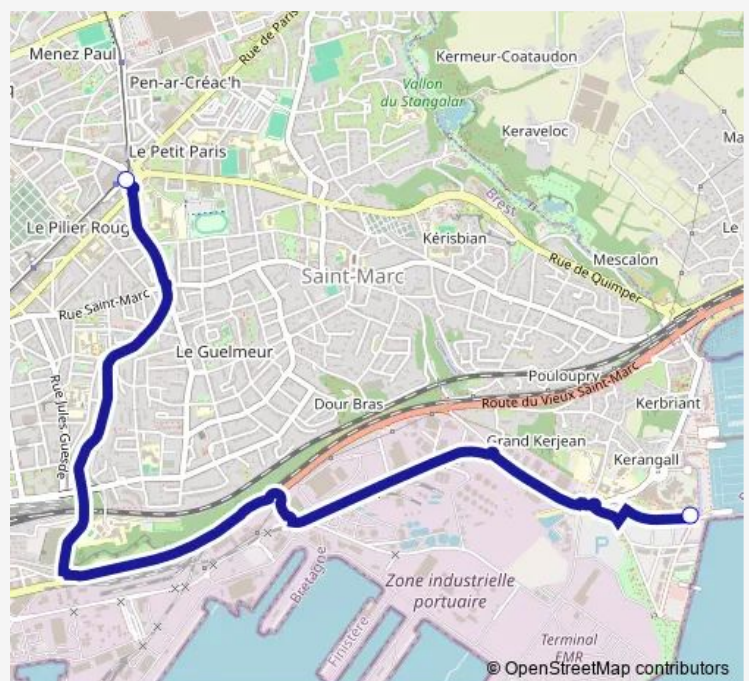 Menez Paul
Rue de Paris
Kermeur-Coataudon
Pen-ar-Créac'h
Vallon
du Stangalar
Keraveloc
Ma
Le Petit Paris
Brest
Le Pilier Roug
Kérisbian
Le
Mescalon
Rue de Quimper
Saint-Marc
Rue Saint-Marc
Le Guelmeur
Pouloupry
Rue Jules Guesde
Dour Bras
Route du Vieux Saint-Marc
Kerbriant
Grand Kerjean
Kerangall
P
Bretagne
Zone industrielle
portuaire
Finistère
Terminal
EMR
© OpenStreetMap contributors